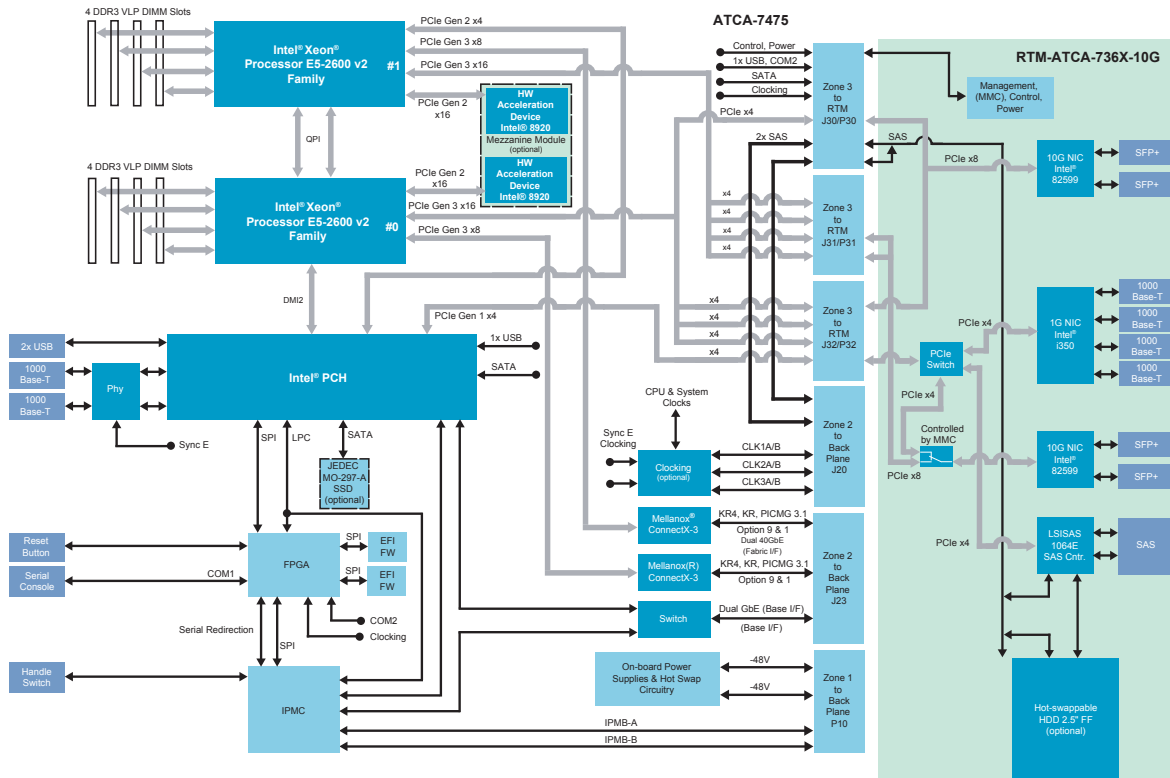 4 DDR3 VLP DIMM Slots
Intel® Xeon®
Processor E5-2600 v2
Family
#1
PCIe Gen 2 x4
PCIe Gen 3 x8
PCIe Gen 3 x16
PCIe Gen 2
x16
HW
Acceleration
Device
Intel® 8920
Mezzanine Module
(optional)
HW
Acceleration
Device
Intel® 8920
QPI
4 DDR3 VLP DIMM Slots
Intel® Xeon®
Processor E5-2600 v2
Family
#0
PCIe Gen 2
x16
PCIe Gen 3 x16
PCIe Gen 3 x8
DMI2
PCIe Gen 1 x4
ATCA-7475
Control, Power
1x USB, COM2
SATA
Clocking
PCIe x4
2x SAS
Zone 3
to
RTM
J30/P30
SAS
x4
x4
x4
x4
Zone 3
to
RTM
J31/P31
x4
x4
x4
x4
Zone 3
to
RTM
J32/P32
RTM-ATCA-736X-10G
Management,
(MMC), Control,
Power
PCIe x8
10G NIC
Intel®
82599
SFP+
SFP+
PCIe x4
1G NIC
Intel®
i350
1000
Base-T
1000
Base-T
1000
Base-T
1000
Base-T
PCIe
Switch
PCIe x4
Controlled
by MMC
PCIe x8
10G NIC
Intel®
82599
SFP+
SFP+
PCIe x4
LSISAS
1064E
SAS Cntr.
SAS
Hot-swappable
HDD 2.5" FF
(optional)
2x USB
1000
Base-T
1000
Base-T
Phy
Sync E
Intel® PCH
1x USB
SATA
SPI
LPC
SATA
JEDEC
MO-297-A
SSD
(optional)
CPU & System
Clocks
Sync E
Clocking
Clocking
(optional)
CLK1A/B
CLK2A/B
CLK3A/B
Zone 2
to
Back
Plane
J20
Mellanox®
ConnectX-3
KR4, KR, PICMG 3.1
Option 9 & 1
Dual 40GbE
(Fabric I/F)
Mellanox(R)
ConnectX-3
KR4, KR, PICMG 3.1
Option 9 & 1
Switch
Dual GbE (Base I/F)
(Base I/F)
Zone 2
to
Back
Plane
J23
Reset
Button
Serial
Console
COM1
FPGA
SPI
EFI
FW
SPI
EFI
FW
COM2
Clocking
Serial Redirection
SPI
Handle
Switch
IPMC
On-board Power
Supplies & Hot Swap
Circuitry
-48V
-48V
IPMB-A
IPMB-B
Zone 1
to
Back
Plane
P10